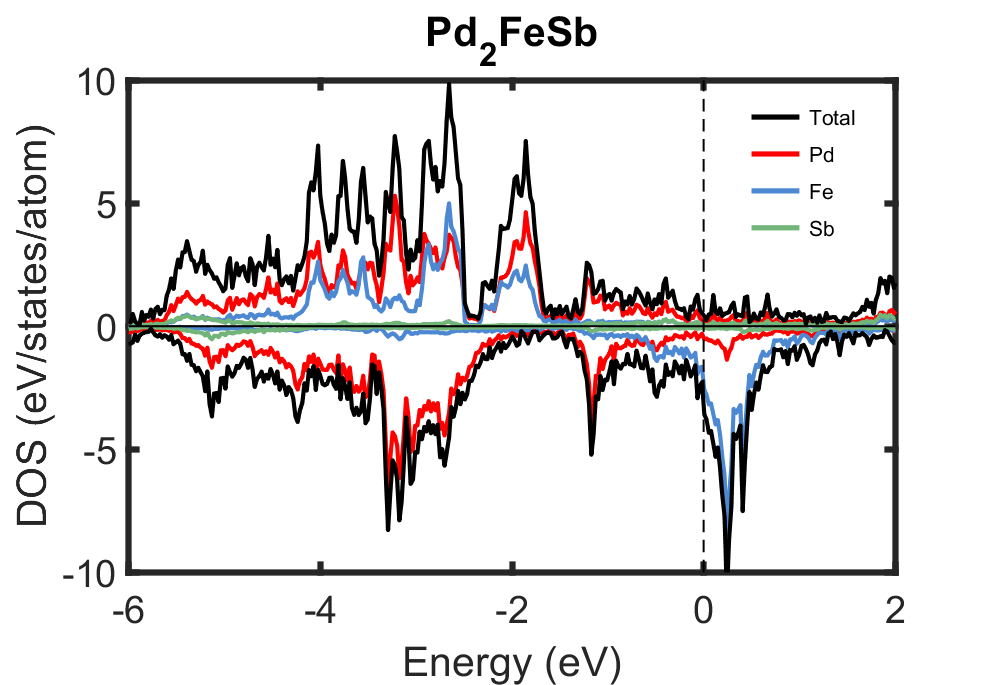 Pd2FeSb
10
5
0
-5
-10
DOS (eV/states/atom)
Total
Pd
Fe
Sb
-6 -4 -2 0 2
Energy (eV)